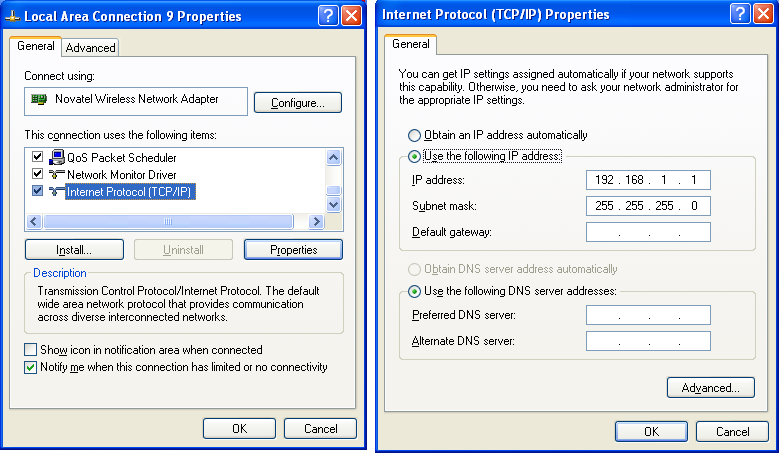 Local Area Connection 9 Properties
General
Advanced
Connect using:
Novatel Wireless Network Adapter
Configure...
This connection uses the following items:
QoS Packet Scheduler
Network Monitor Driver
Internet Protocol (TCP/IP)
Install...
Uninstall
Properties
Description
Transmission Control Protocol/Internet Protocol. The default
wide area network protocol that provides communication
across diverse interconnected networks.
Show icon in notification area when connected
Notify me when this connection has limited or no connectivity
OK
Cancel
Internet Protocol (TCP/IP) Properties
General
You can get IP settings assigned automatically if your network supports
this capability. Otherwise, you need to ask your network administrator for
the appropriate IP settings.
Obtain an IP address automatically
Use the following IP address:
IP address: 192 . 168 . 1 . 1
Subnet mask: 255 . 255 . 255 . 0
Default gateway: . . .
Obtain DNS server address automatically
Use the following DNS server addresses:
Preferred DNS server: . . .
Alternate DNS server: . . .
Advanced...
OK
Cancel